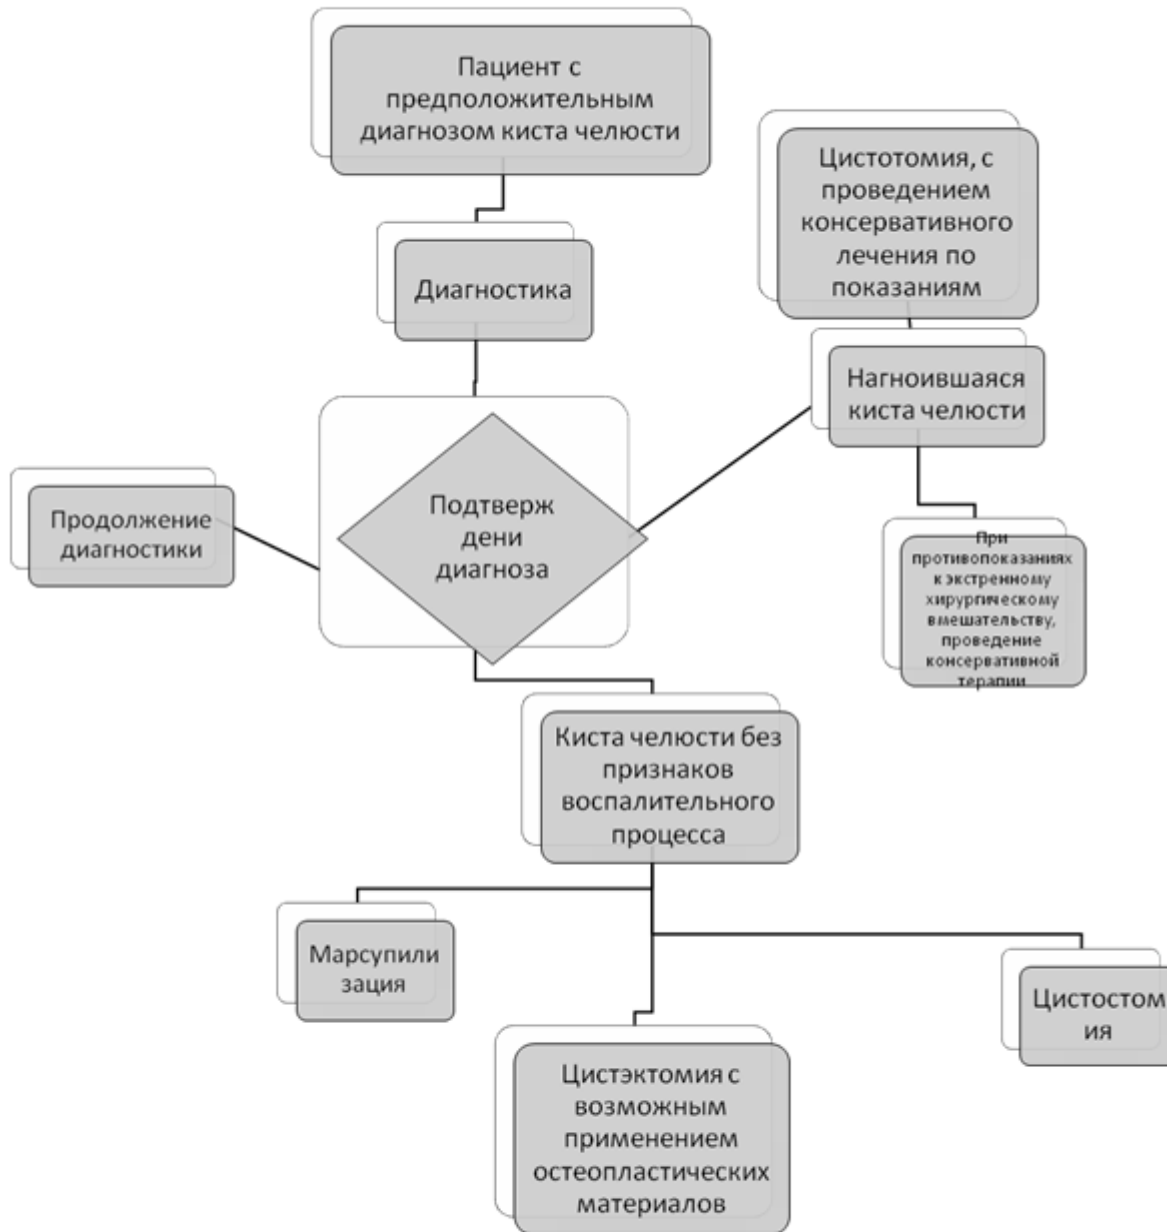 Пациент с
предположительным
диагнозом киста челюсти
Цистотомия, с
проведением
консервативного
лечения по
показаниям
Диагностика
Нагноившаяся
киста челюсти
Продолжение
диагностики
Подтверж
дени
диагноза
При
противопоказаниях
к экстренному
хирургическому
вмешательству,
проведение
консервативной
терапии
Киста челюсти без
признаков
воспалительного
процесса
Марсупили
зация
Цистостом
ия
Цистэктомия с
возможным
применением
остеопластических
материалов